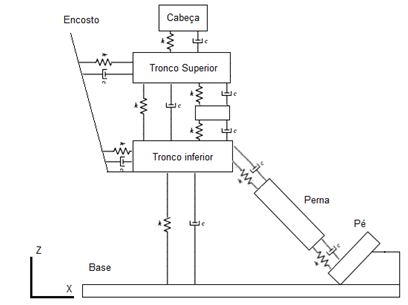 Encosto
Cabeça
k c
Tronco Superior
k
c
k c
k c
k c
Tronco inferior
k
c
c
k
Perna
Pé
k c
c
k
Z
Base
X